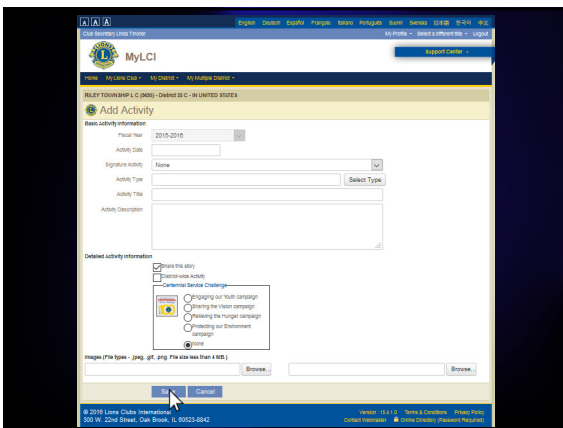 A A A English Deutsch Español Français Italiano Português Suomi Svenska 日本語 한국어 中文
Club Secretary Linea Tinorer My Profile Select a different title Logout
MyLCI
Support Center
Home My Lions Club My District My Multiple District
RILEY TOWNSHIP L C (9695) - District 25 C - IN UNITED STATES
Add Activity
Basic Activity Information
Fiscal Year 2015-2016
Activity Date
Signature Activity None
Activity Type Select Type
Activity Title
Activity Description
Detailed Activity Information
Share this story
District-wide Activity
Centennial Service Challenge
Engaging our Youth campaign
Sharing the Vision campaign
Relieving the Hunger campaign
Protecting our Environment
campaign
None
Images (File types - .jpeg, .gif, .png. File size less than 4 MB.)
Browse... Browse...
Save Cancel
© 2016 Lions Clubs International Version : 15.4.1.0 Terms & Conditions Privacy Policy
300 W. 22nd Street, Oak Brook, IL 60523-8842 Contact Webmaster Online Directory (Password Required)